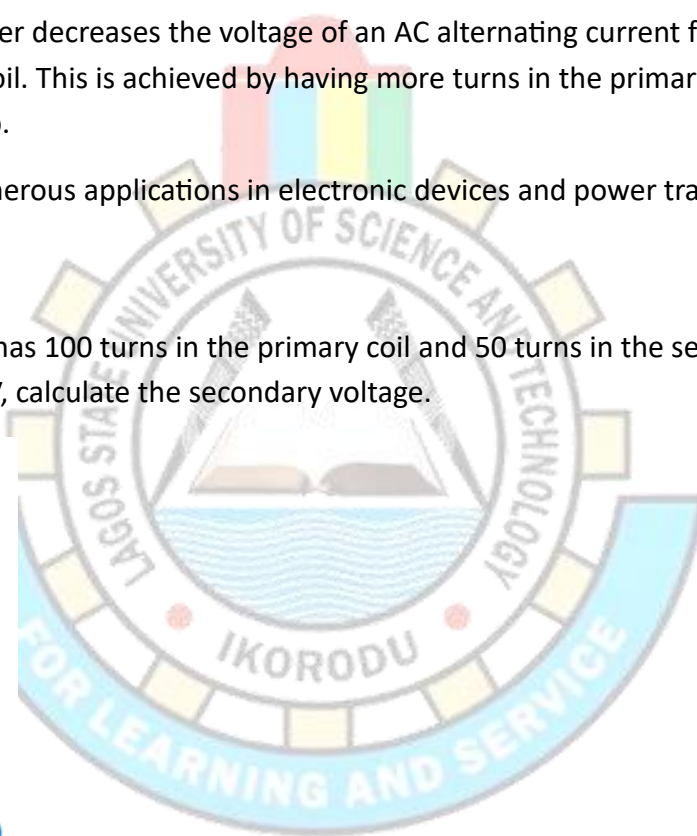 er decreases the voltage of an AC alternating current f
oil. This is achieved by having more turns in the primar
.
nerous applications in electronic devices and power tra
has 100 turns in the primary coil and 50 turns in the se
, calculate the secondary voltage.
LAGOS STATE UNIVERSITY OF SCIENCE AND TECHNOLOGY
IKORODU
FOR LEARNING AND SERVICE